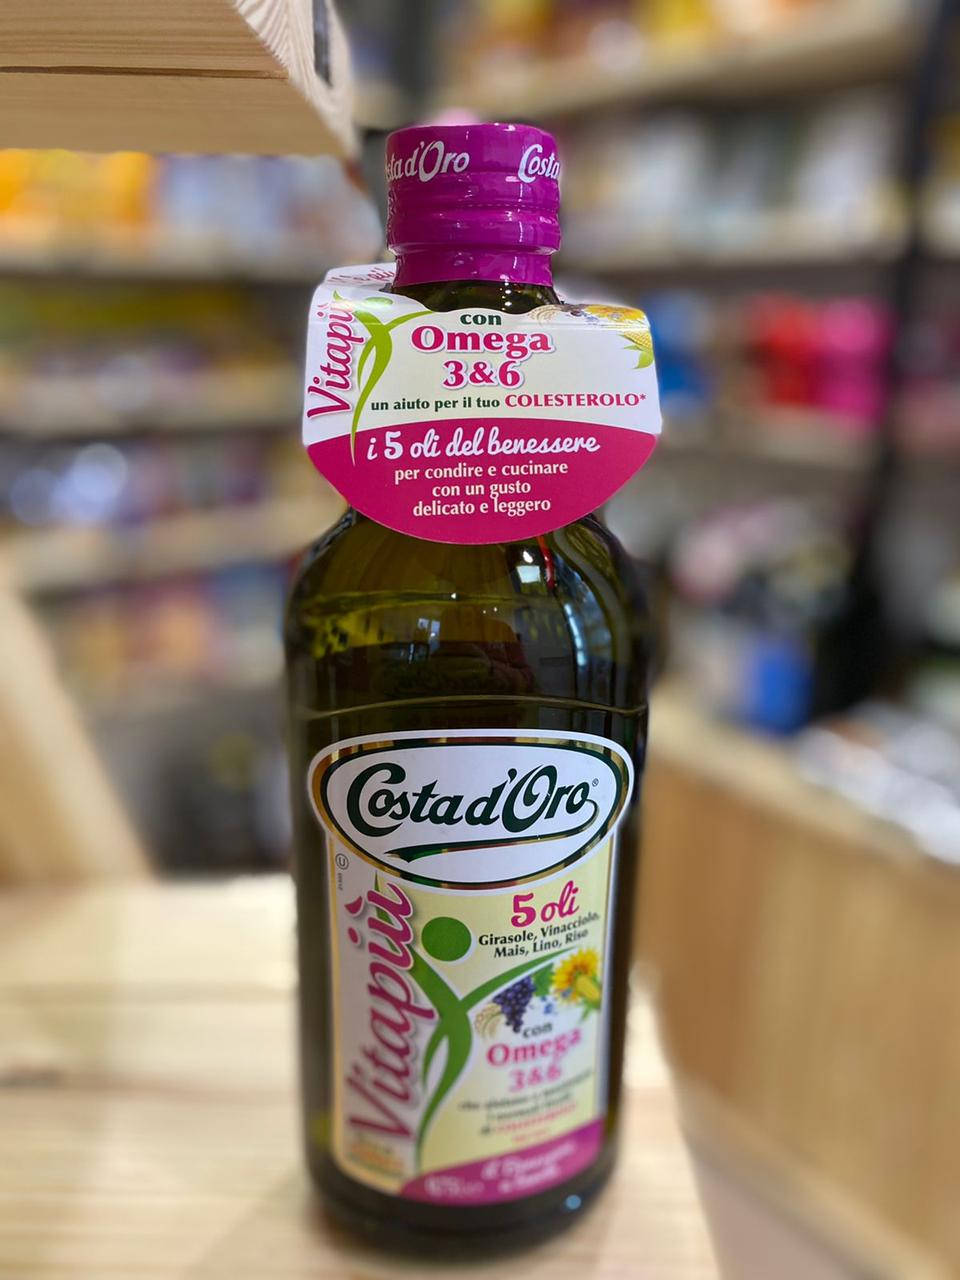 Costa d'Oro
Vitapiù
con
Omega
3&6
un aiuto per il tuo COLESTEROLO*
i 5 oli del benessere
per condire e cucinare
con un gusto
delicato e leggero
Costa d'Oro®
Vitapiù
5 oli
Girasole, Vinacciolo,
Mais, Lino, Riso
con
Omega
3&6